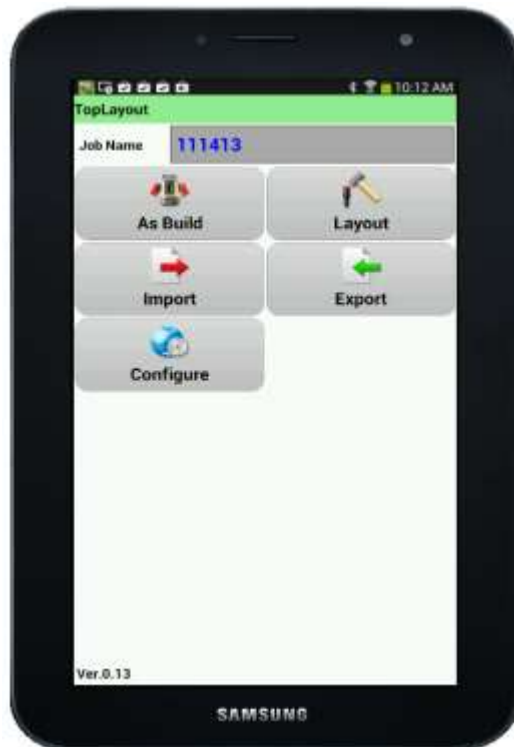 10:12 AM
TopLayout
Job Name 111413
As Build Layout
Import Export
Configure
Ver.0.13
SAMSUNG